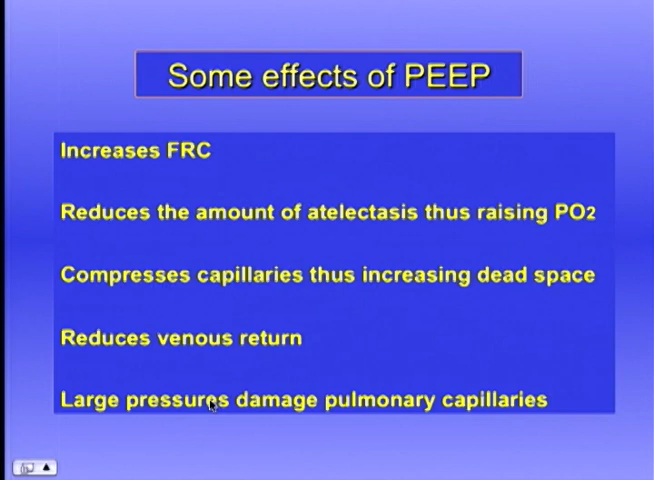 Some effects of PEEP
Increases FRC
Reduces the amount of atelectasis thus raising PO2
Compresses capillaries thus increasing dead space
Reduces venous return
Large pressures damage pulmonary capillaries